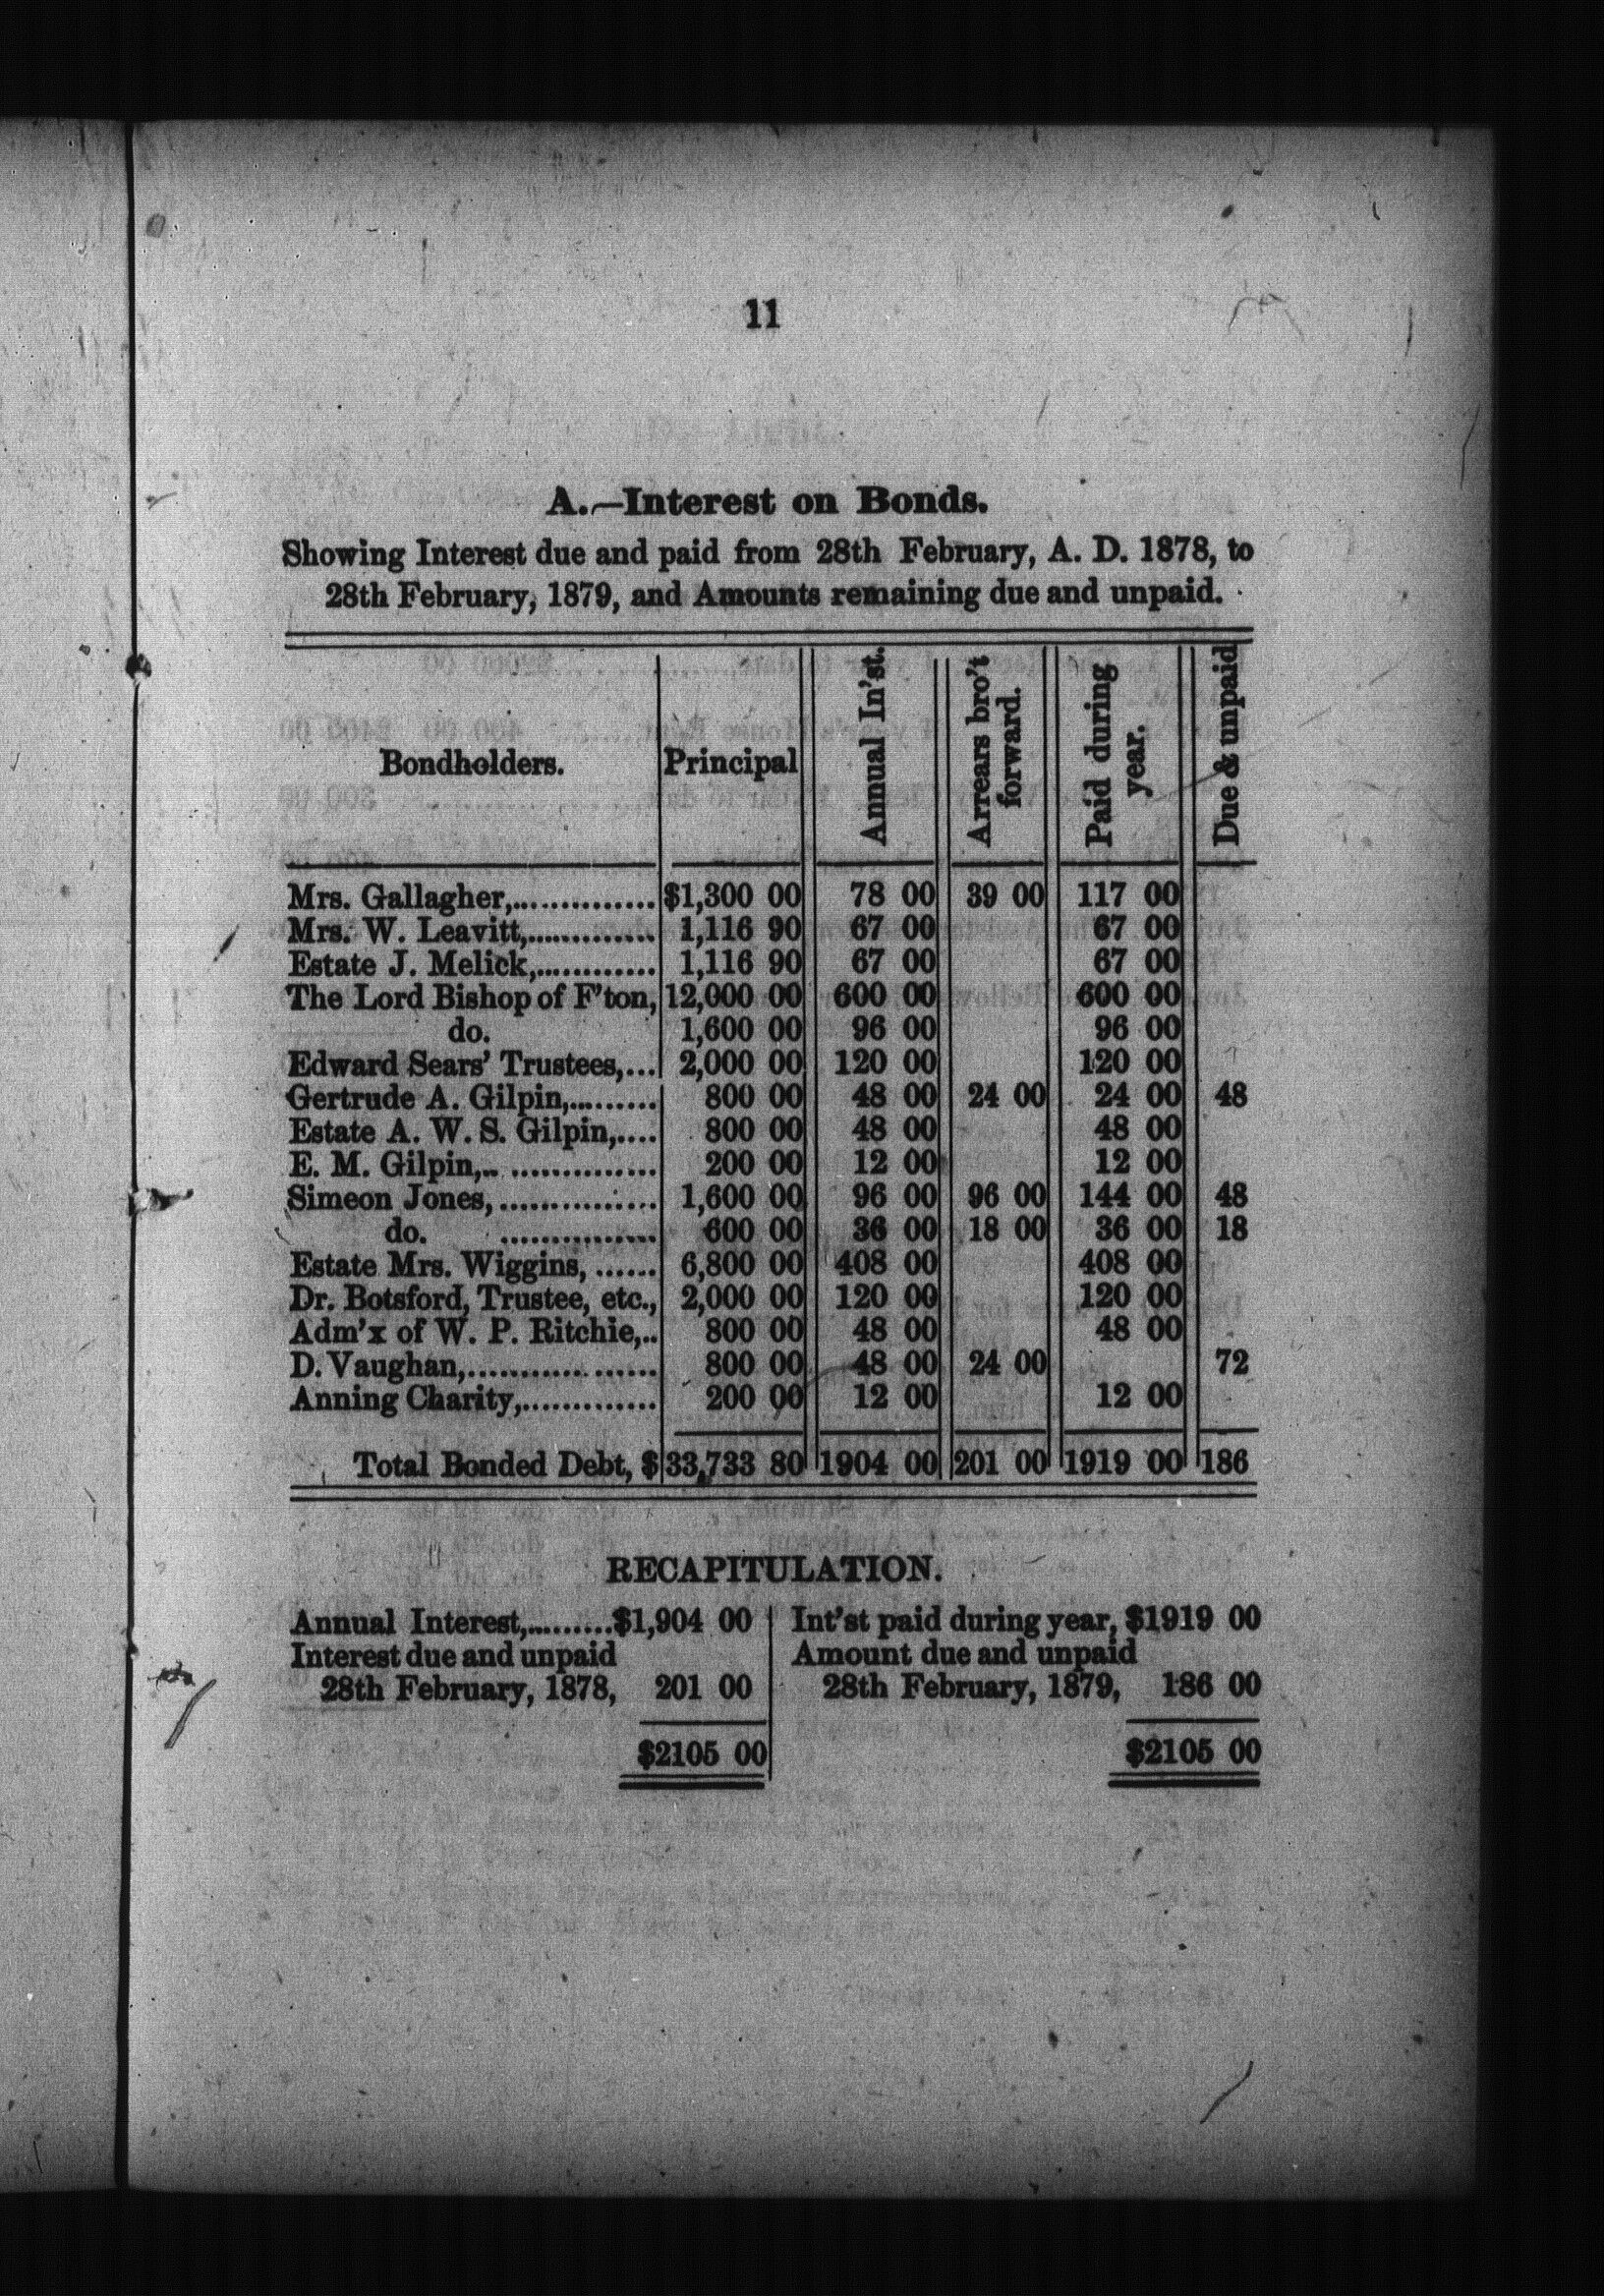 11
A.—Interest on Bonds.
Showing Interest due and paid from 28th February, A. D. 1878, to
28th February, 1879, and Amounts remaining due and unpaid.
Bondholders. Principal Annual In'st. Arrears bro't forward. Paid during year. Due & unpaid
Mrs. Gallagher,.............. $1,300 00 78 00 39 00 117 00
Mrs. W. Leavitt,............. 1,116 90 67 00 67 00
Estate J. Melick,............ 1,116 90 67 00 67 00
The Lord Bishop of F'ton, 12,000 00 600 00 600 00
do. 1,600 00 96 00 96 00
Edward Sears' Trustees,... 2,000 00 120 00 120 00
Gertrude A. Gilpin,......... 800 00 48 00 24 00 24 00 48
Estate A. W. S. Gilpin,.... 800 00 48 00 48 00
E. M. Gilpin,.. .............. 200 00 12 00 12 00
Simeon Jones, ............... 1,600 00 96 00 96 00 144 00 48
do. ............... 600 00 36 00 18 00 36 00 18
Estate Mrs. Wiggins, ...... 6,800 00 408 00 408 00
Dr. Botsford, Trustee, etc., 2,000 00 120 00 120 00
Adm'x of W. P. Ritchie,.. 800 00 48 00 48 00
D. Vaughan,.................. 800 00 48 00 24 00 72
Anning Charity,............. 200 00 12 00 12 00
Total Bonded Debt, $ 33,733 80 1904 00 201 00 1919 00 186
RECAPITULATION.
Annual Interest,.........$1,904 00
Interest due and unpaid
28th February, 1878, 201 00
$2105 00
Int'st paid during year, $1919 00
Amount due and unpaid
28th February, 1879, 186 00
$2105 00